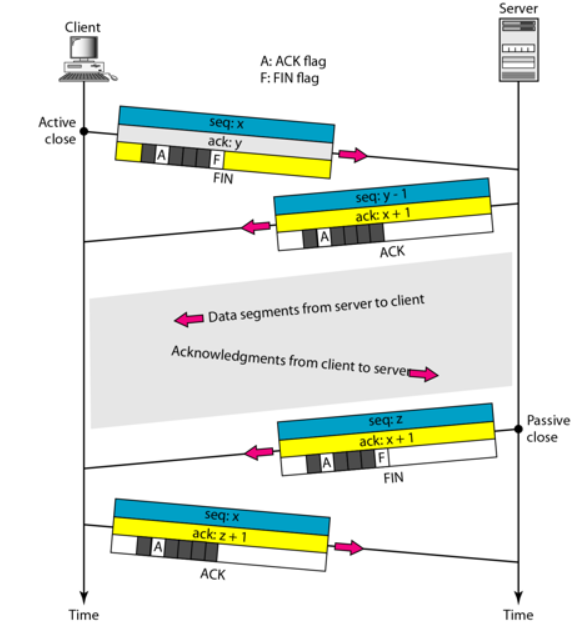 Server
Client
A: ACK flag
F: FIN flag
Active
close
seq: x
ack: y
A
F
FIN
seq: y - 1
ack: x + 1
A
ACK
Data segments from server to client
Acknowledgments from client to server
seq: z
ack: x + 1
A
F
FIN
Passive
close
seq: x
ack: z + 1
A
ACK
Time
Time